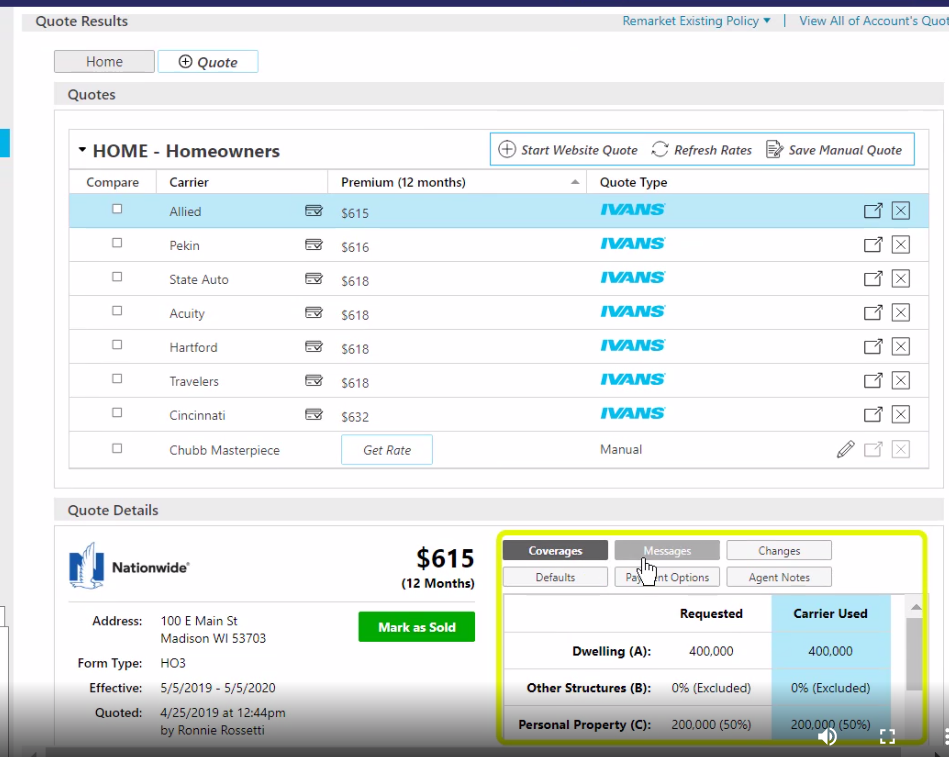 Quote Results
Remarket Existing Policy ▼ | View All of Account's Quot
Home
Quote
Quotes
HOME - Homeowners
Start Website Quote
Refresh Rates
Save Manual Quote
Compare Carrier Premium (12 months) Quote Type
Allied $615 IVANS
Pekin $616 IVANS
State Auto $618 IVANS
Acuity $618 IVANS
Hartford $618 IVANS
Travelers $618 IVANS
Cincinnati $632 IVANS
Chubb Masterpiece Get Rate Manual
Quote Details
Nationwide®
$615
(12 Months)
Mark as Sold
Address: 100 E Main St
Madison WI 53703
Form Type: HO3
Effective: 5/5/2019 - 5/5/2020
Quoted: 4/25/2019 at 12:44pm
by Ronnie Rossetti
Coverages Messages Changes
Defaults Options Agent Notes
Requested Carrier Used
Dwelling (A): 400,000 400,000
Other Structures (B): 0% (Excluded) 0% (Excluded)
Personal Property (C): 200,000 (50%) 200,000 (50%)